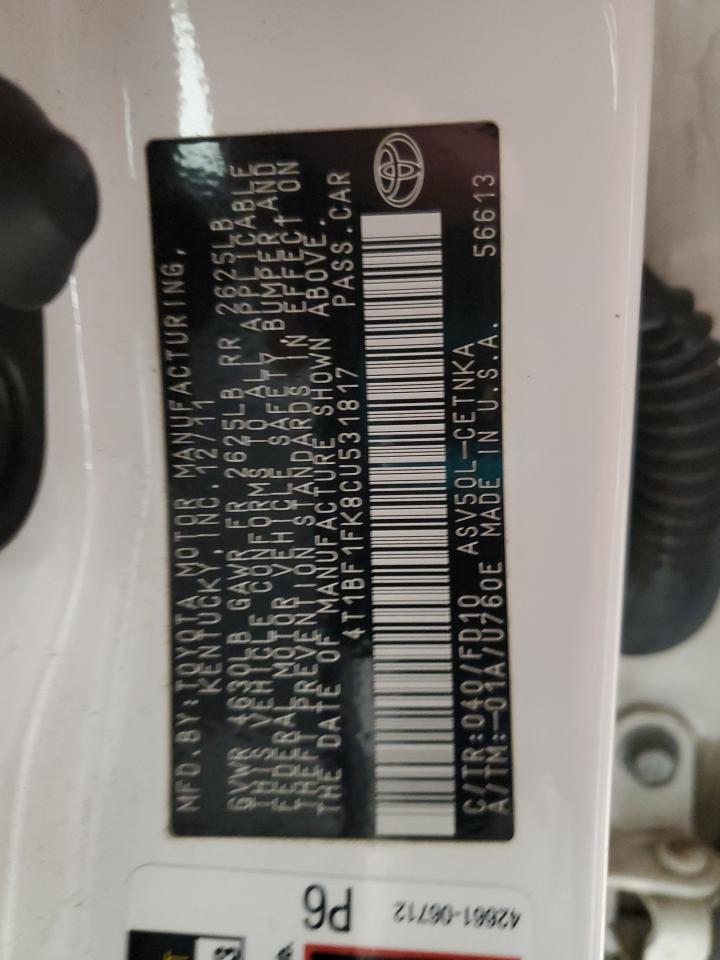 MFD.BY:TOYOTA MOTOR MANUFACTURING,
KENTUCKY,INC.12/11
GVWR 4630LB GAWR FR 2625LB RR 2625LB
THIS VEHICLE CONFORMS TO ALL APPLICABLE
FEDERAL MOTOR VEHICLE SAFETY, BUMPER,AND
THEFT PREVENTION STANDARDS IN EFFECT ON
THE DATE OF MANUFACTURE SHOWN ABOVE.
4T1BF1FK8CU531817 PASS.CAR
C/TR:040/FD10 ASV50L-CETNKA
A/TM:-01A/U760E MADE IN U.S.A. 56613
P6
42661-06712